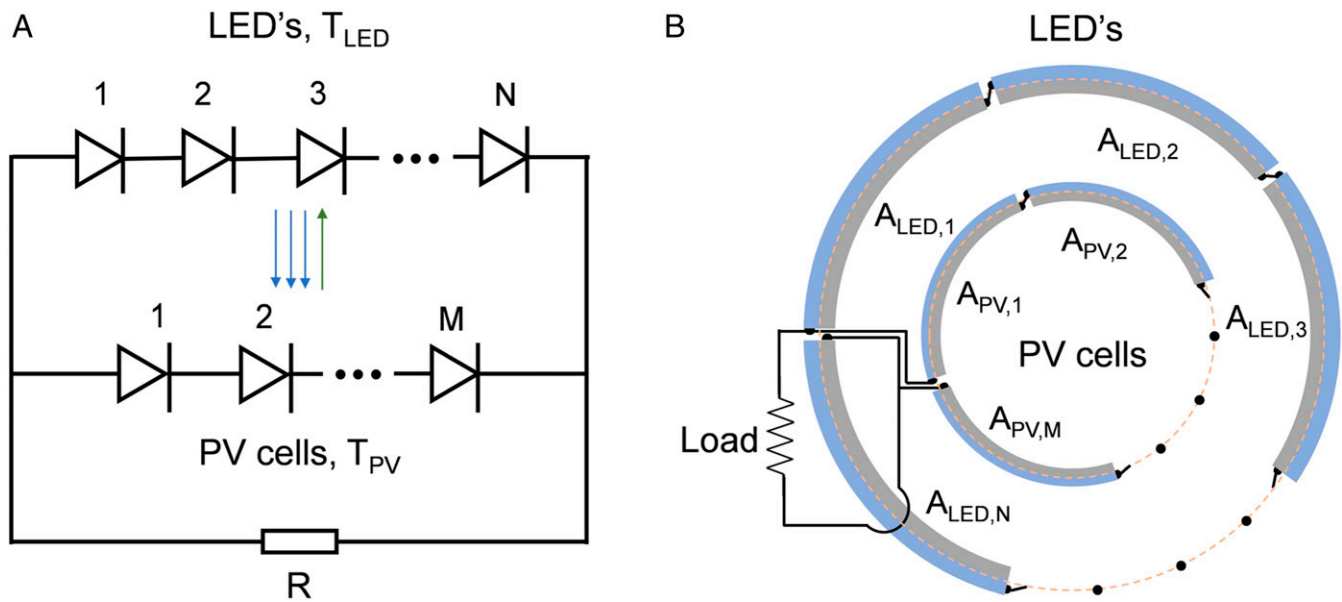 A
LED's, T_LED
1 2 3 N
1 2 M
PV cells, T_PV
R
B
LED's
A_LED,2
A_LED,1
A_PV,2
A_PV,1
A_LED,3
PV cells
A_PV,M
Load
A_LED,N